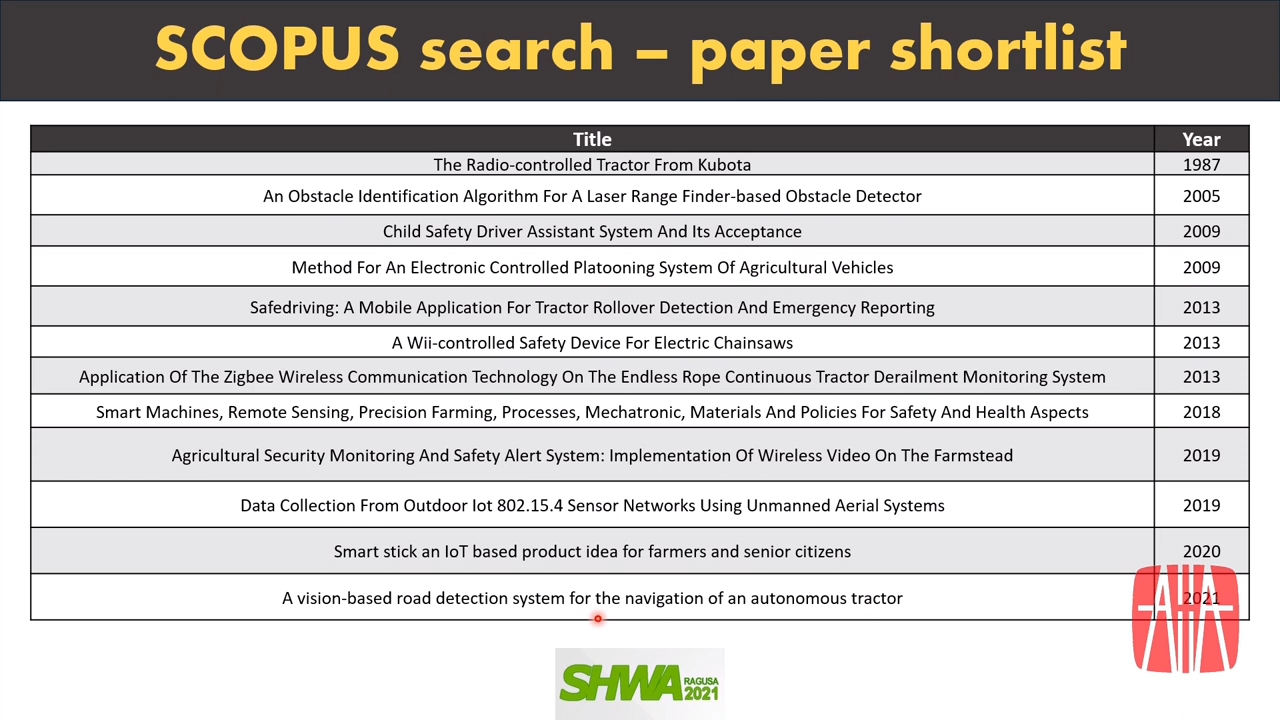 SCOPUS search – paper shortlist
Title Year
The Radio-controlled Tractor From Kubota 1987
An Obstacle Identification Algorithm For A Laser Range Finder-based Obstacle Detector 2005
Child Safety Driver Assistant System And Its Acceptance 2009
Method For An Electronic Controlled Platooning System Of Agricultural Vehicles 2009
Safedriving: A Mobile Application For Tractor Rollover Detection And Emergency Reporting 2013
A Wii-controlled Safety Device For Electric Chainsaws 2013
Application Of The Zigbee Wireless Communication Technology On The Endless Rope Continuous Tractor Derailment Monitoring System 2013
Smart Machines, Remote Sensing, Precision Farming, Processes, Mechatronic, Materials And Policies For Safety And Health Aspects 2018
Agricultural Security Monitoring And Safety Alert System: Implementation Of Wireless Video On The Farmstead 2019
Data Collection From Outdoor Iot 802.15.4 Sensor Networks Using Unmanned Aerial Systems 2019
Smart stick an IoT based product idea for farmers and senior citizens 2020
A vision-based road detection system for the navigation of an autonomous tractor 2021
SHWA RAGUSA
2021